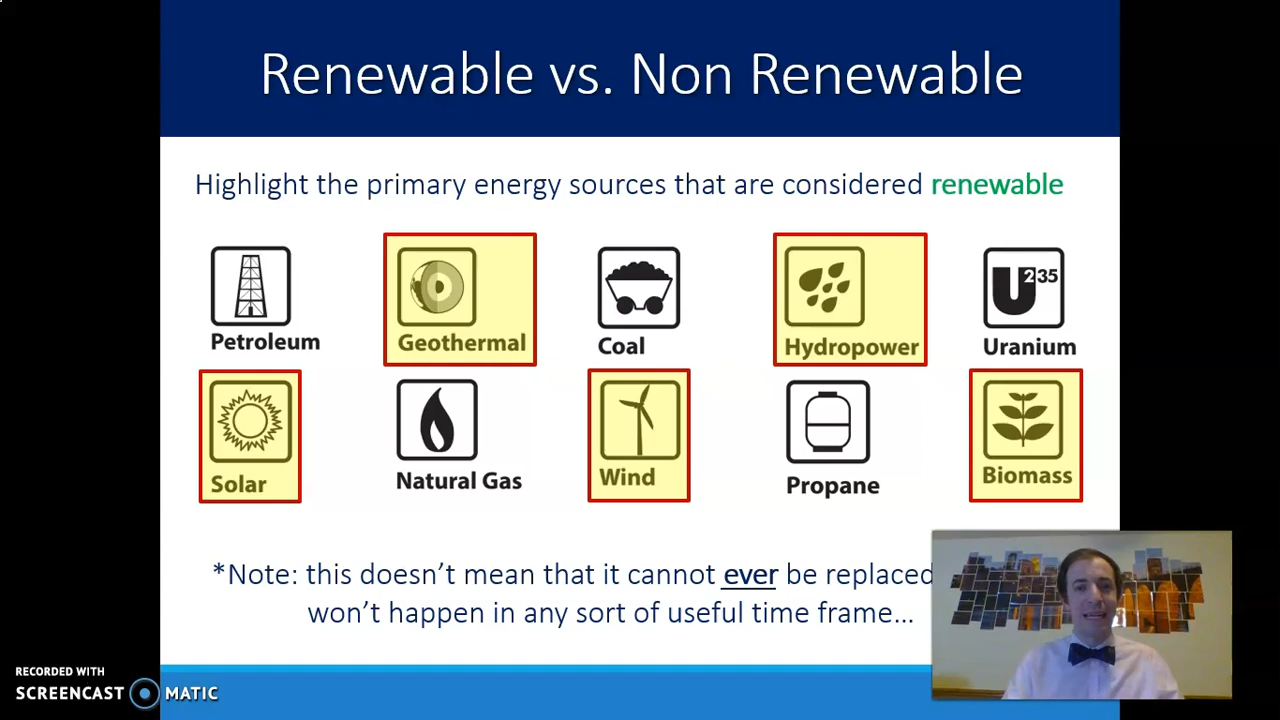 Renewable vs. Non Renewable
Highlight the primary energy sources that are considered renewable
Petroleum
Geothermal
Coal
Hydropower
U235
Uranium
Solar
Natural Gas
Wind
Propane
Biomass
*Note: this doesn't mean that it cannot ever be replaced
won't happen in any sort of useful time frame…
RECORDED WITH
SCREENCAST MATIC